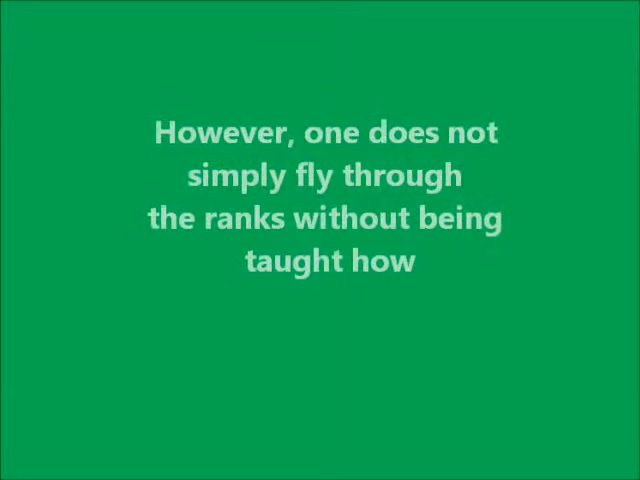 However, one does not
simply fly through
the ranks without being
taught how